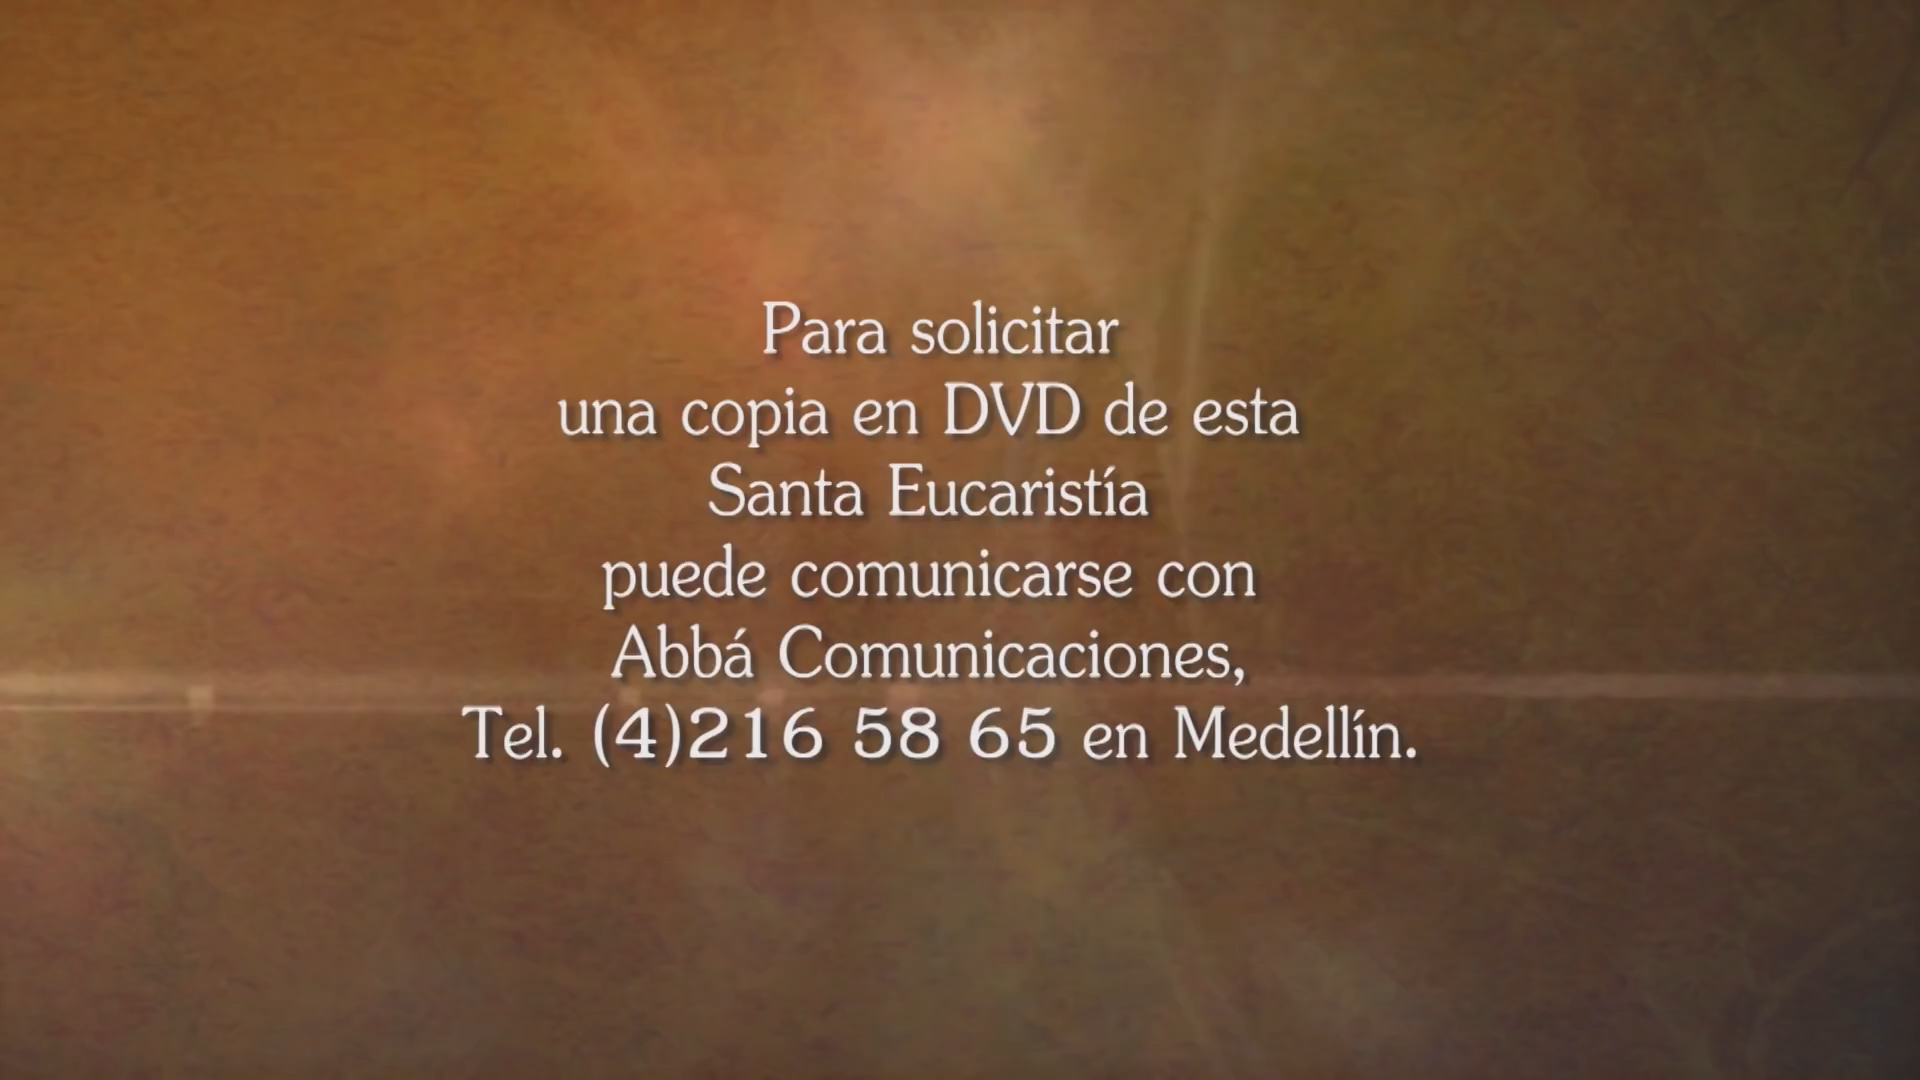 Para solicitar
una copia en DVD de esta
Santa Eucaristía
puede comunicarse con
Abbá Comunicaciones,
Tel. (4)216 58 65 en Medellín.